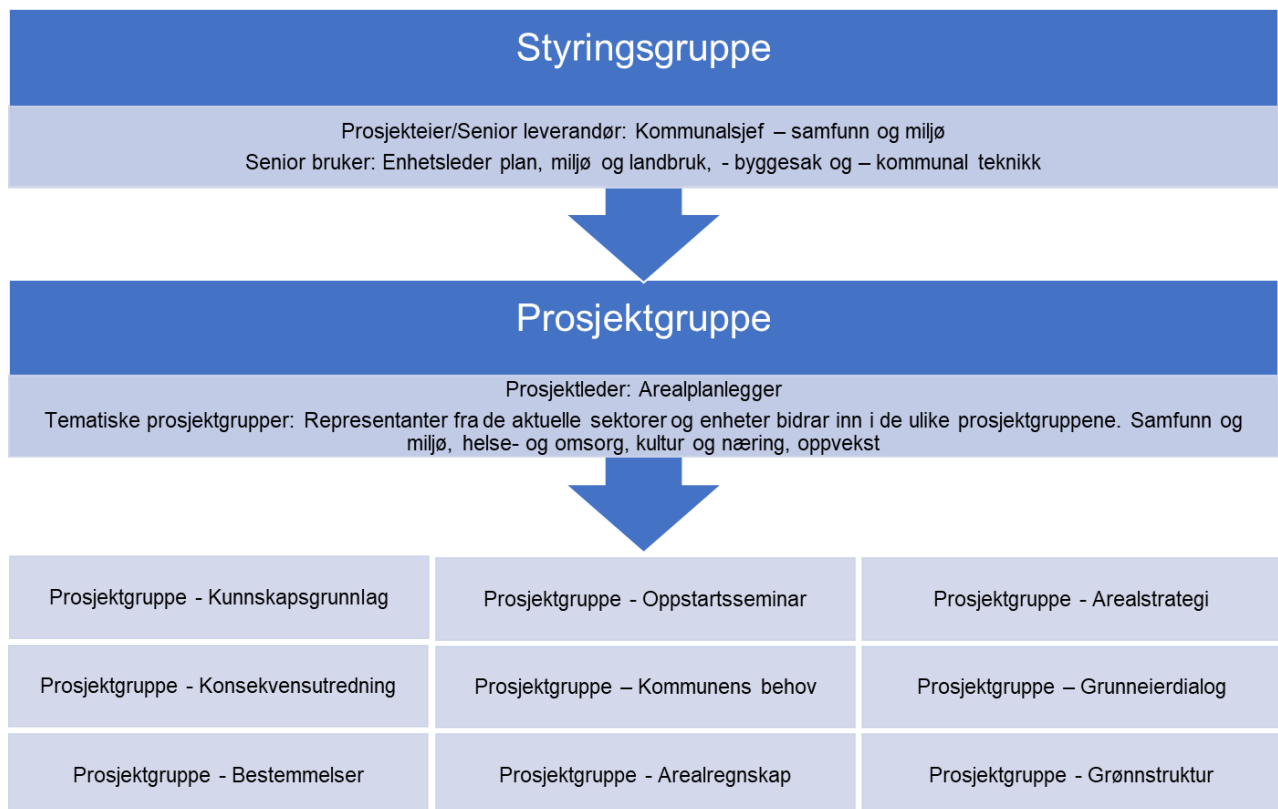 Styringsgruppe
Prosjekteier/Senior leverandør: Kommunalsjef – samfunn og miljø
Senior bruker: Enhetsleder plan, miljø og landbruk, - byggesak og – kommunal teknikk
Prosjektgruppe
Prosjektleder: Arealplanlegger
Tematiske prosjektgrupper: Representanter fra de aktuelle sektorer og enheter bidrar inn i de ulike prosjektgruppene. Samfunn og
miljø, helse- og omsorg, kultur og næring, oppvekst
Prosjektgruppe - Kunnskapsgrunnlag
Prosjektgruppe - Oppstartsseminar
Prosjektgruppe - Arealstrategi
Prosjektgruppe - Konsekvensutredning
Prosjektgruppe – Kommunens behov
Prosjektgruppe – Grunneierdialog
Prosjektgruppe - Bestemmelser
Prosjektgruppe - Arealregnskap
Prosjektgruppe - Grønnstruktur